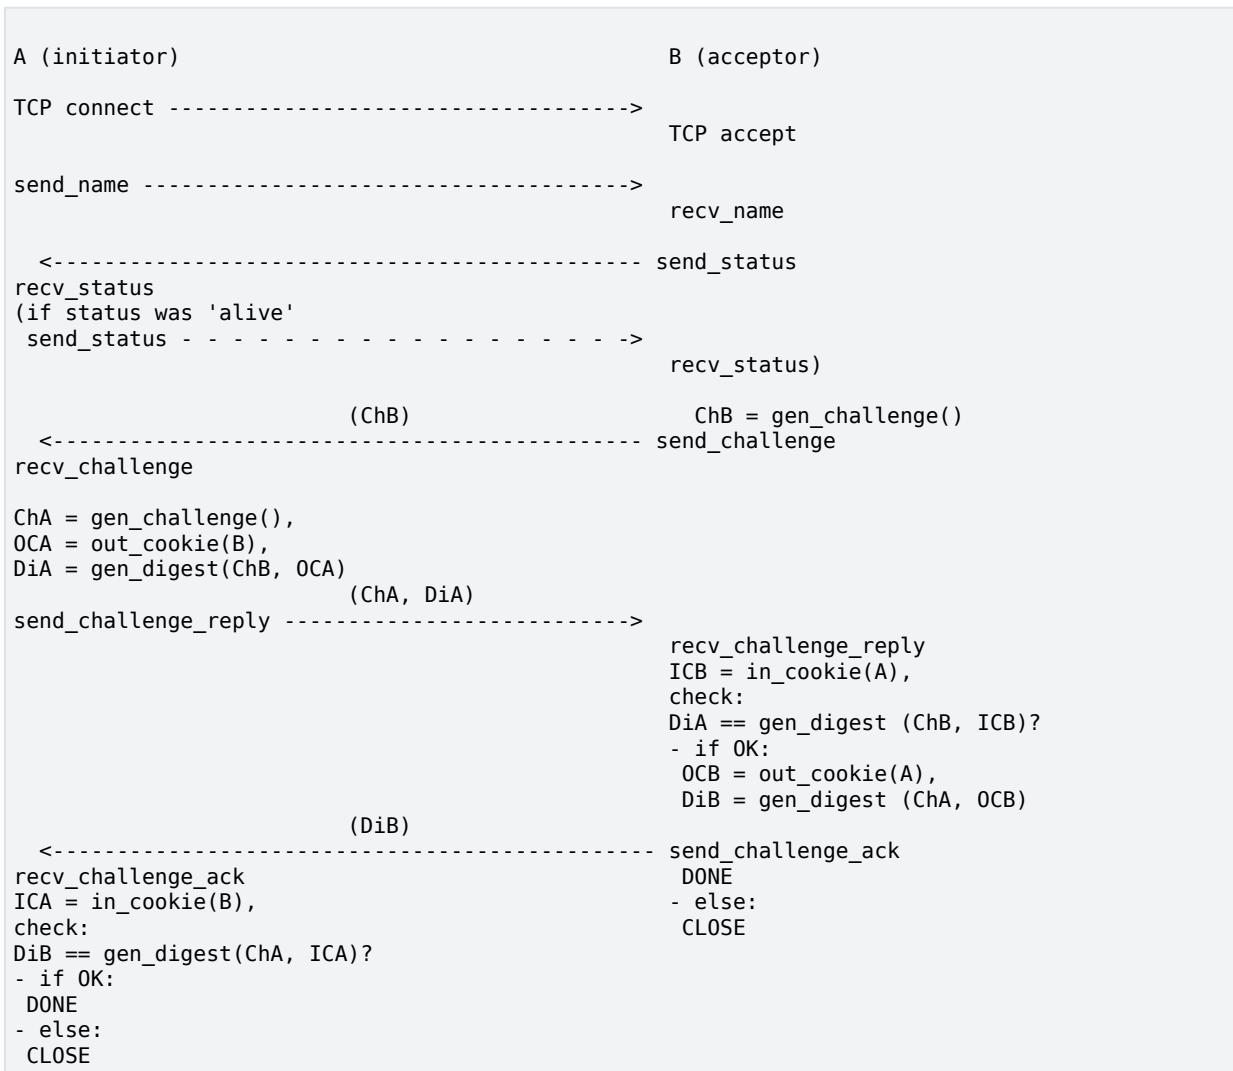 A (initiator)                                      B (acceptor)
TCP connect ------------------------------------>
                                                   TCP accept
send_name -------------------------------------->
                                                   recv_name
  <---------------------------------------------- send_status
recv_status
(if status was 'alive'
 send_status - - - - - - - - - - - - - - - - - ->
                                                   recv_status)
                          (ChB)                      ChB = gen_challenge()
  <---------------------------------------------- send_challenge
recv_challenge
ChA = gen_challenge(),
OCA = out_cookie(B),
DiA = gen_digest(ChB, OCA)
                          (ChA, DiA)
send_challenge_reply --------------------------->
                                                   recv_challenge_reply
                                                   ICB = in_cookie(A),
                                                   check:
                                                   DiA == gen_digest (ChB, ICB)?
                                                   - if OK:
                                                    OCB = out_cookie(A),
                                                    DiB = gen_digest (ChA, OCB)
                          (DiB)
  <----------------------------------------------- send_challenge_ack
recv_challenge_ack                                  DONE
ICA = in_cookie(B),                                - else:
check:                                              CLOSE
DiB == gen_digest(ChA, ICA)?
- if OK:
 DONE
- else:
 CLOSE